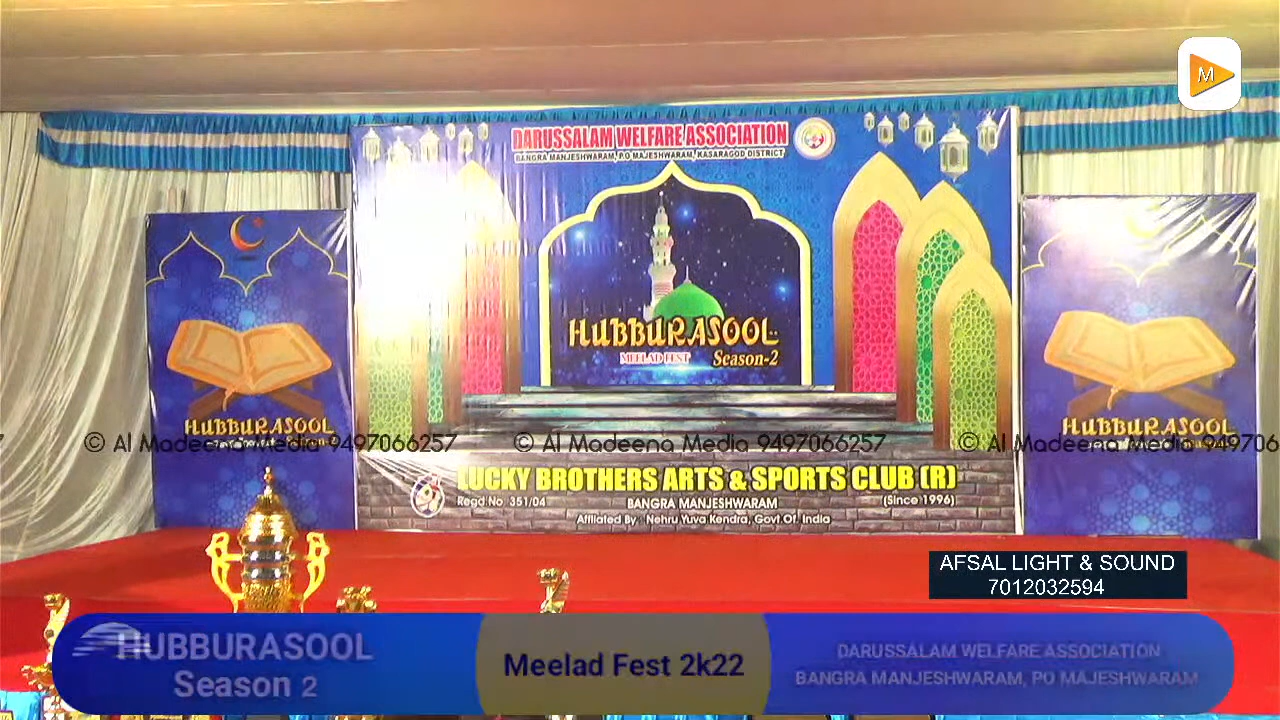 M
DARUSSALAM WELFARE ASSOCIATION
BANGRA MANJESHWARAM, P.O MAJESHWARAM, KASARAGOD DISTRICT
HUBBURASOOL
MEELAD FEST Season-2
HUBBURASOOL
HUBBURASOOL
© Al Madeena Media 9497066257 © Al Madeena Media 9497066257 © Al Madeena Media 94970662
LUCKY BROTHERS ARTS & SPORTS CLUB (R)
Regd.No 351/04 BANGRA MANJESHWARAM (Since 1996)
Affliated By. Nehru Yuva Kendra, Govt.Of. India
AFSAL LIGHT & SOUND
7012032594
HUBBURASOOL
Season 2
Meelad Fest 2k22
DARUSSALAM WELFARE ASSOCIATION
BANGRA MANJESHWARAM, PO MAJESHWARAM